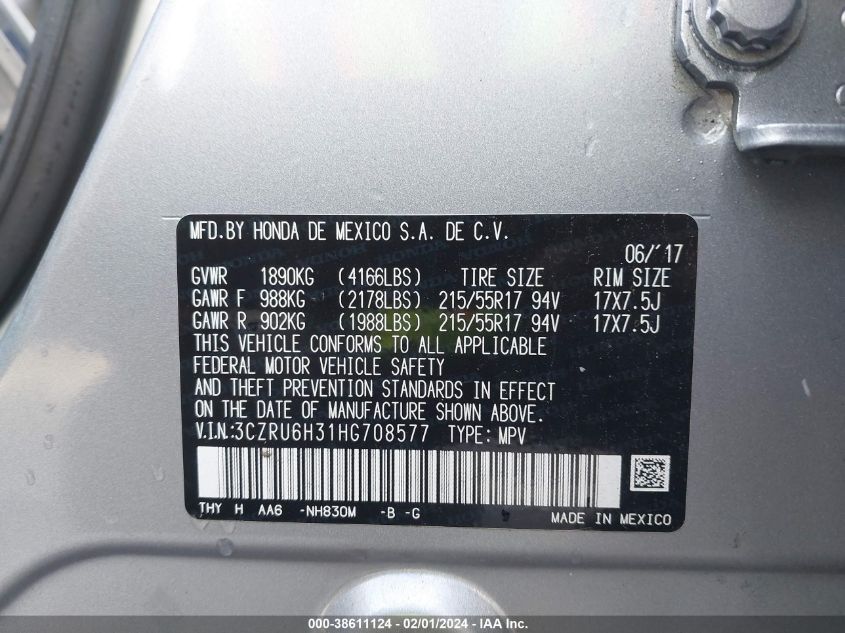 MFD.BY HONDA DE MEXICO S.A. DE C.V.
06/'17
GVWR 1890KG (4166LBS) TIRE SIZE RIM SIZE
GAWR F 988KG (2178LBS) 215/55R17 94V 17X7.5J
GAWR R 902KG (1988LBS) 215/55R17 94V 17X7.5J
THIS VEHICLE CONFORMS TO ALL APPLICABLE
FEDERAL MOTOR VEHICLE SAFETY
AND THEFT PREVENTION STANDARDS IN EFFECT
ON THE DATE OF MANUFACTURE SHOWN ABOVE.
V.I.N:3CZRU6H31HG708577 TYPE: MPV
THY H AA6 -NH830M -B -G
MADE IN MEXICO
000-38611124 - 02/01/2024 - IAA Inc.